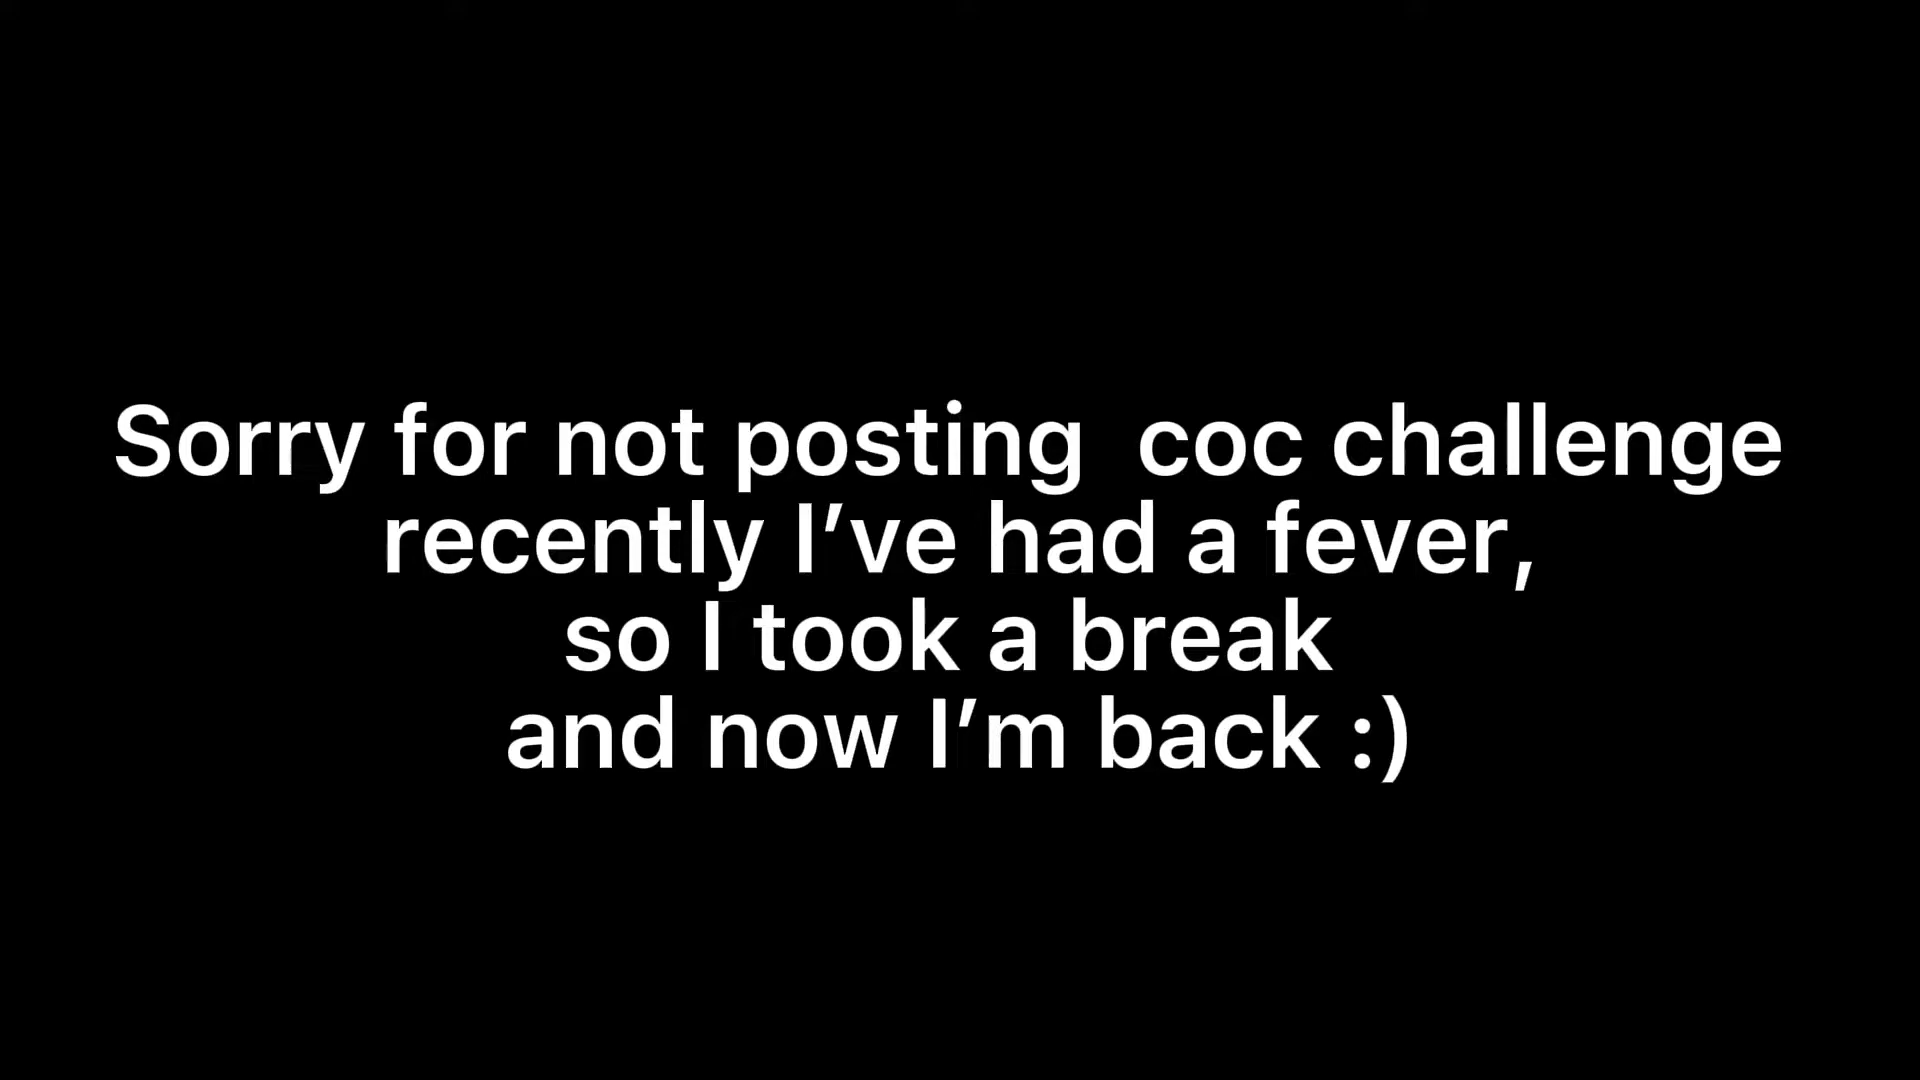 Sorry for not posting  coc challenge
recently I’ve had a fever,
so I took a break
and now I’m back :)